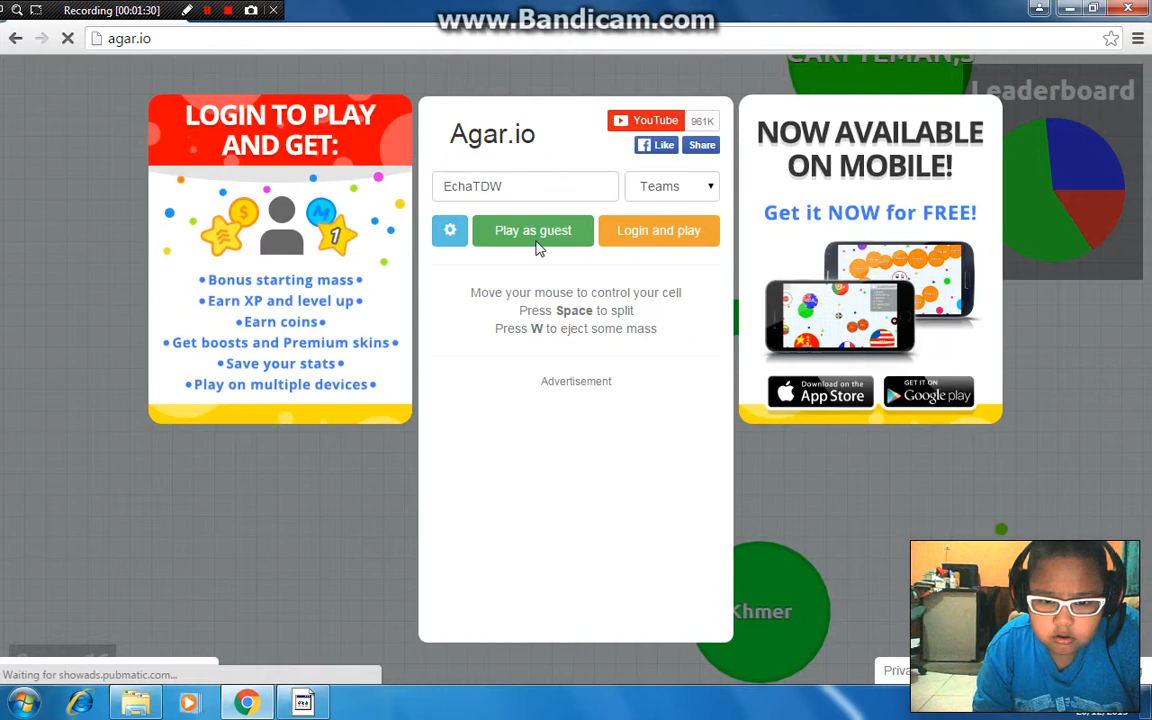 Recording [00:01:30]
www.Bandicam.com
agar.io
CARPTEMAN,s
Leaderboard
LOGIN TO PLAY
AND GET:
•Bonus starting mass•
•Earn XP and level up•
•Earn coins•
•Get boosts and Premium skins•
•Save your stats•
•Play on multiple devices•
Agar.io
YouTube 961K
Like Share
EchaTDW Teams
Play as guest Login and play
Move your mouse to control your cell
Press Space to split
Press W to eject some mass
Advertisement
NOW AVAILABLE
ON MOBILE!
Get it NOW for FREE!
Download on the
App Store
GET IT ON
Google play
Khmer
Waiting for showads.pubmatic.com...